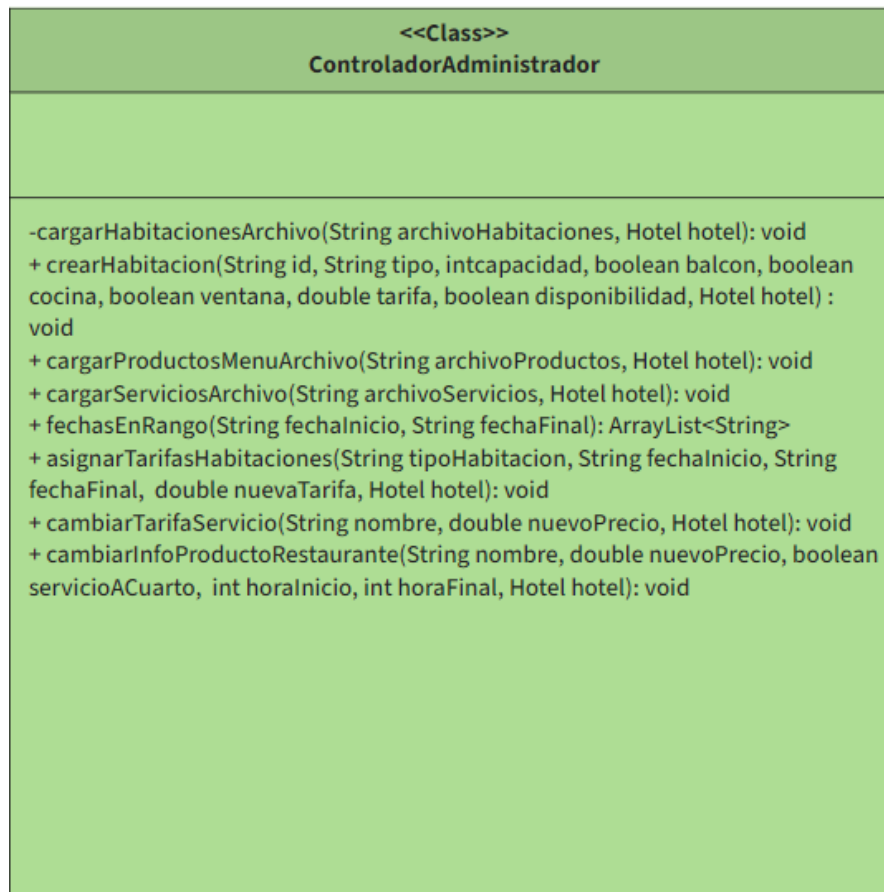 <<Class>>
ControladorAdministrador
-cargarHabitacionesArchivo(String archivoHabitaciones, Hotel hotel): void
+ crearHabitacion(String id, String tipo, intcapacidad, boolean balcon, boolean
cocina, boolean ventana, double tarifa, boolean disponibilidad, Hotel hotel) :
void
+ cargarProductosMenuArchivo(String archivoProductos, Hotel hotel): void
+ cargarServiciosArchivo(String archivoServicios, Hotel hotel): void
+ fechasEnRango(String fechaInicio, String fechaFinal): ArrayList<String>
+ asignarTarifasHabitaciones(String tipoHabitacion, String fechaInicio, String
fechaFinal,  double nuevaTarifa, Hotel hotel): void
+ cambiarTarifaServicio(String nombre, double nuevoPrecio, Hotel hotel): void
+ cambiarInfoProductoRestaurante(String nombre, double nuevoPrecio, boolean
servicioACuarto,  int horaInicio, int horaFinal, Hotel hotel): void